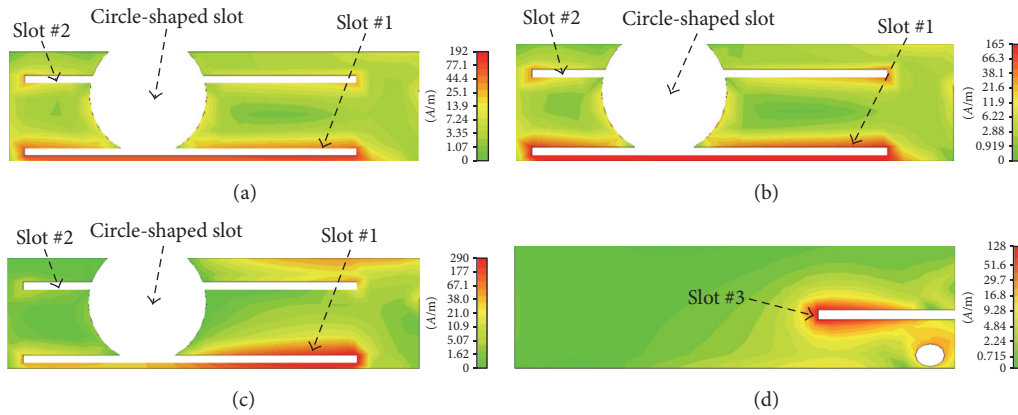 Circle-shaped slot
Slot #2
Slot #1
192
77.1
44.4
25.1
13.9
7.24
3.35
1.07
0
(A/m)
(a)
Circle-shaped slot
Slot #2
Slot #1
165
66.3
38.1
21.6
11.9
6.22
2.88
0.919
0
(A/m)
(b)
Circle-shaped slot
Slot #2
Slot #1
290
117
67.1
38.0
21.0
10.9
5.07
1.62
0
(A/m)
(c)
Slot #3
128
51.6
29.7
16.8
9.28
4.84
2.24
0.715
0
(A/m)
(d)